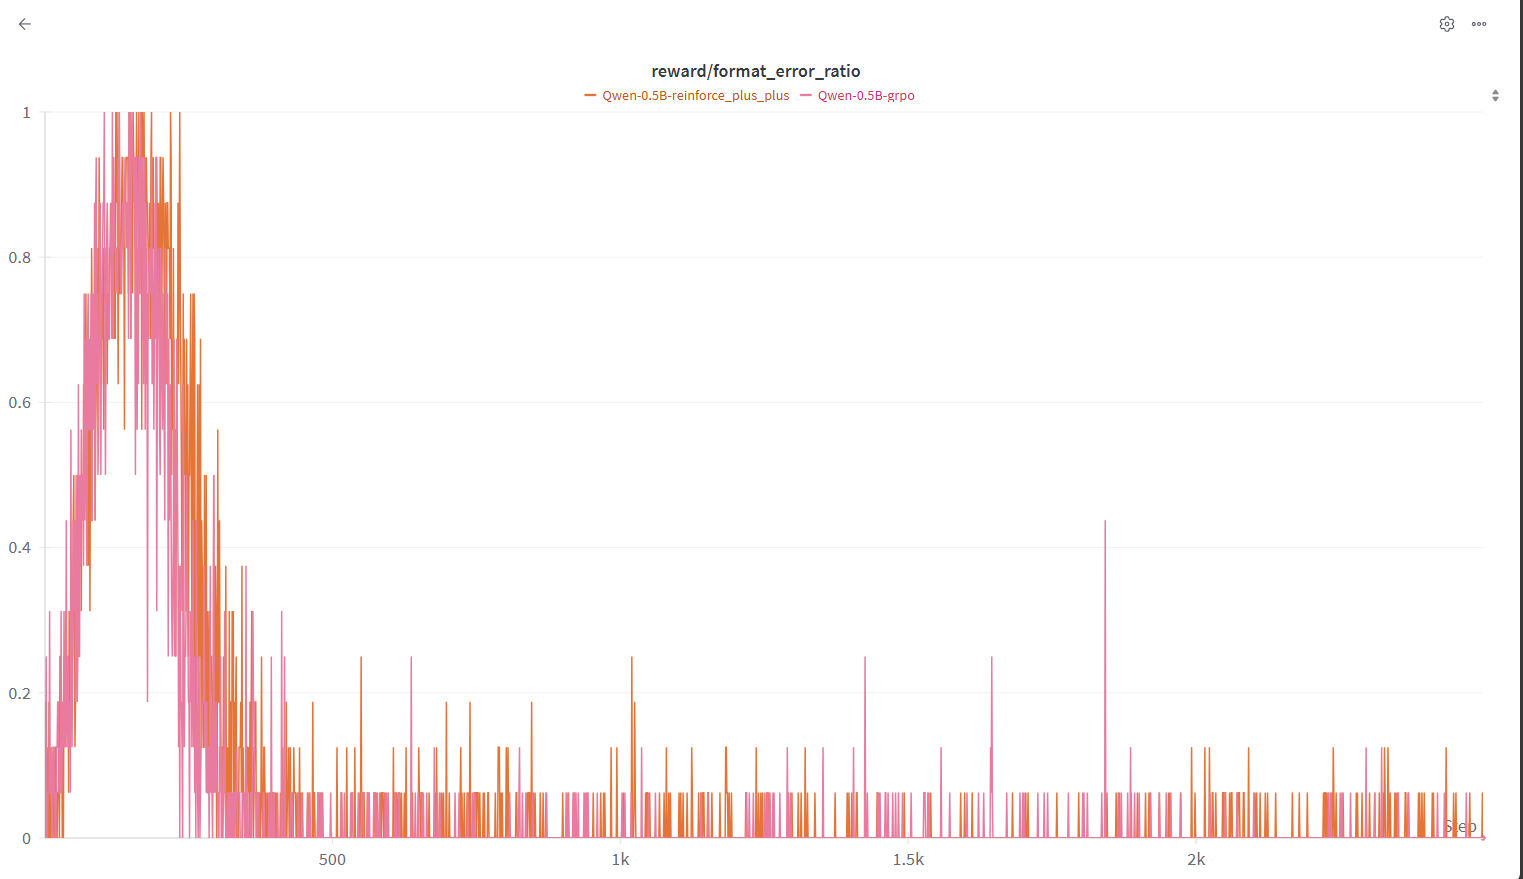 reward/format_error_ratio
Qwen-0.5B-reinforce_plus_plus Qwen-0.5B-grpo
1
0.8
0.6
0.4
0.2
0
Step
500 1k 1.5k 2k